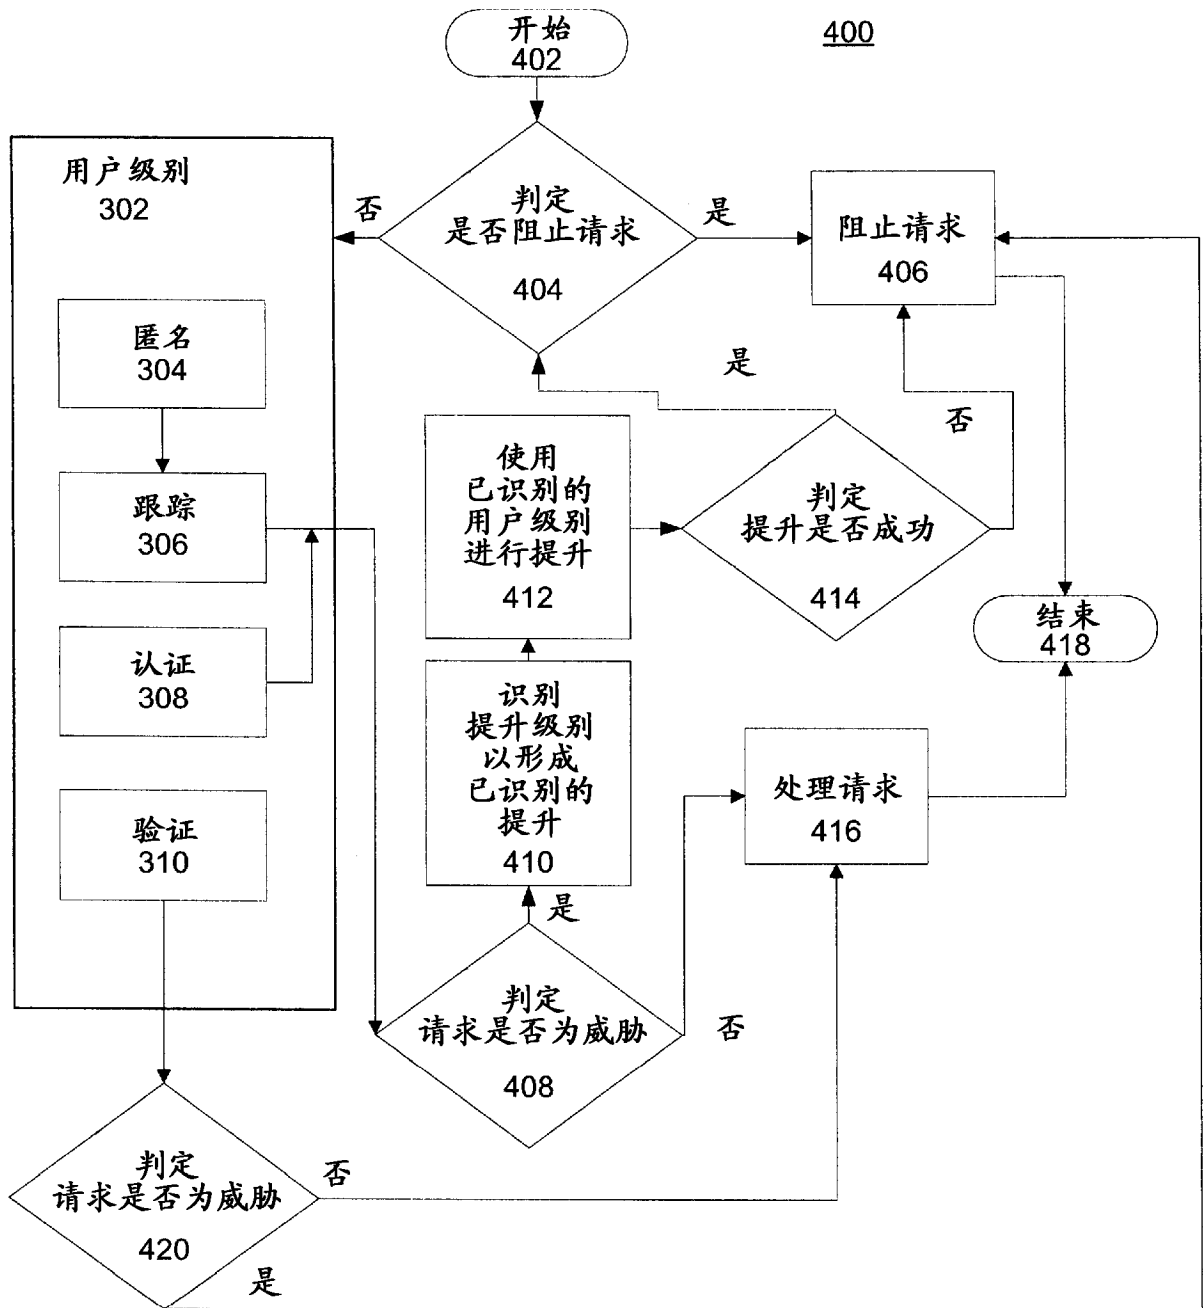 开始
402
400
用户级别
302
否
判定
是否阻止请求
404
是
阻止请求
406
匿名
304
是
否
跟踪
306
使用
已识别的
用户级别
进行提升
412
判定
提升是否成功
414
结束
418
认证
308
识别
提升级别
以形成
已识别的
提升
410
处理请求
416
验证
310
是
判定
请求是否为威胁
408
否
判定
请求是否为威胁
420
否
是